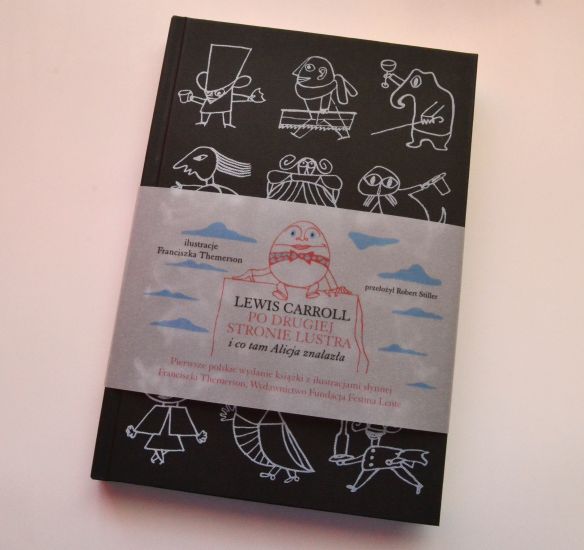 ilustracje
Franciszka Themerson
przełożył Robert Stiller
LEWIS CARROLL
PO DRUGIEJ
STRONIE LUSTRA
i co tam Alicja znalazła
Pierwsze polskie wydanie książki z ilustracjami słynnej
Franciszki Themerson, Wydawnictwo Fundacja Festina Lente